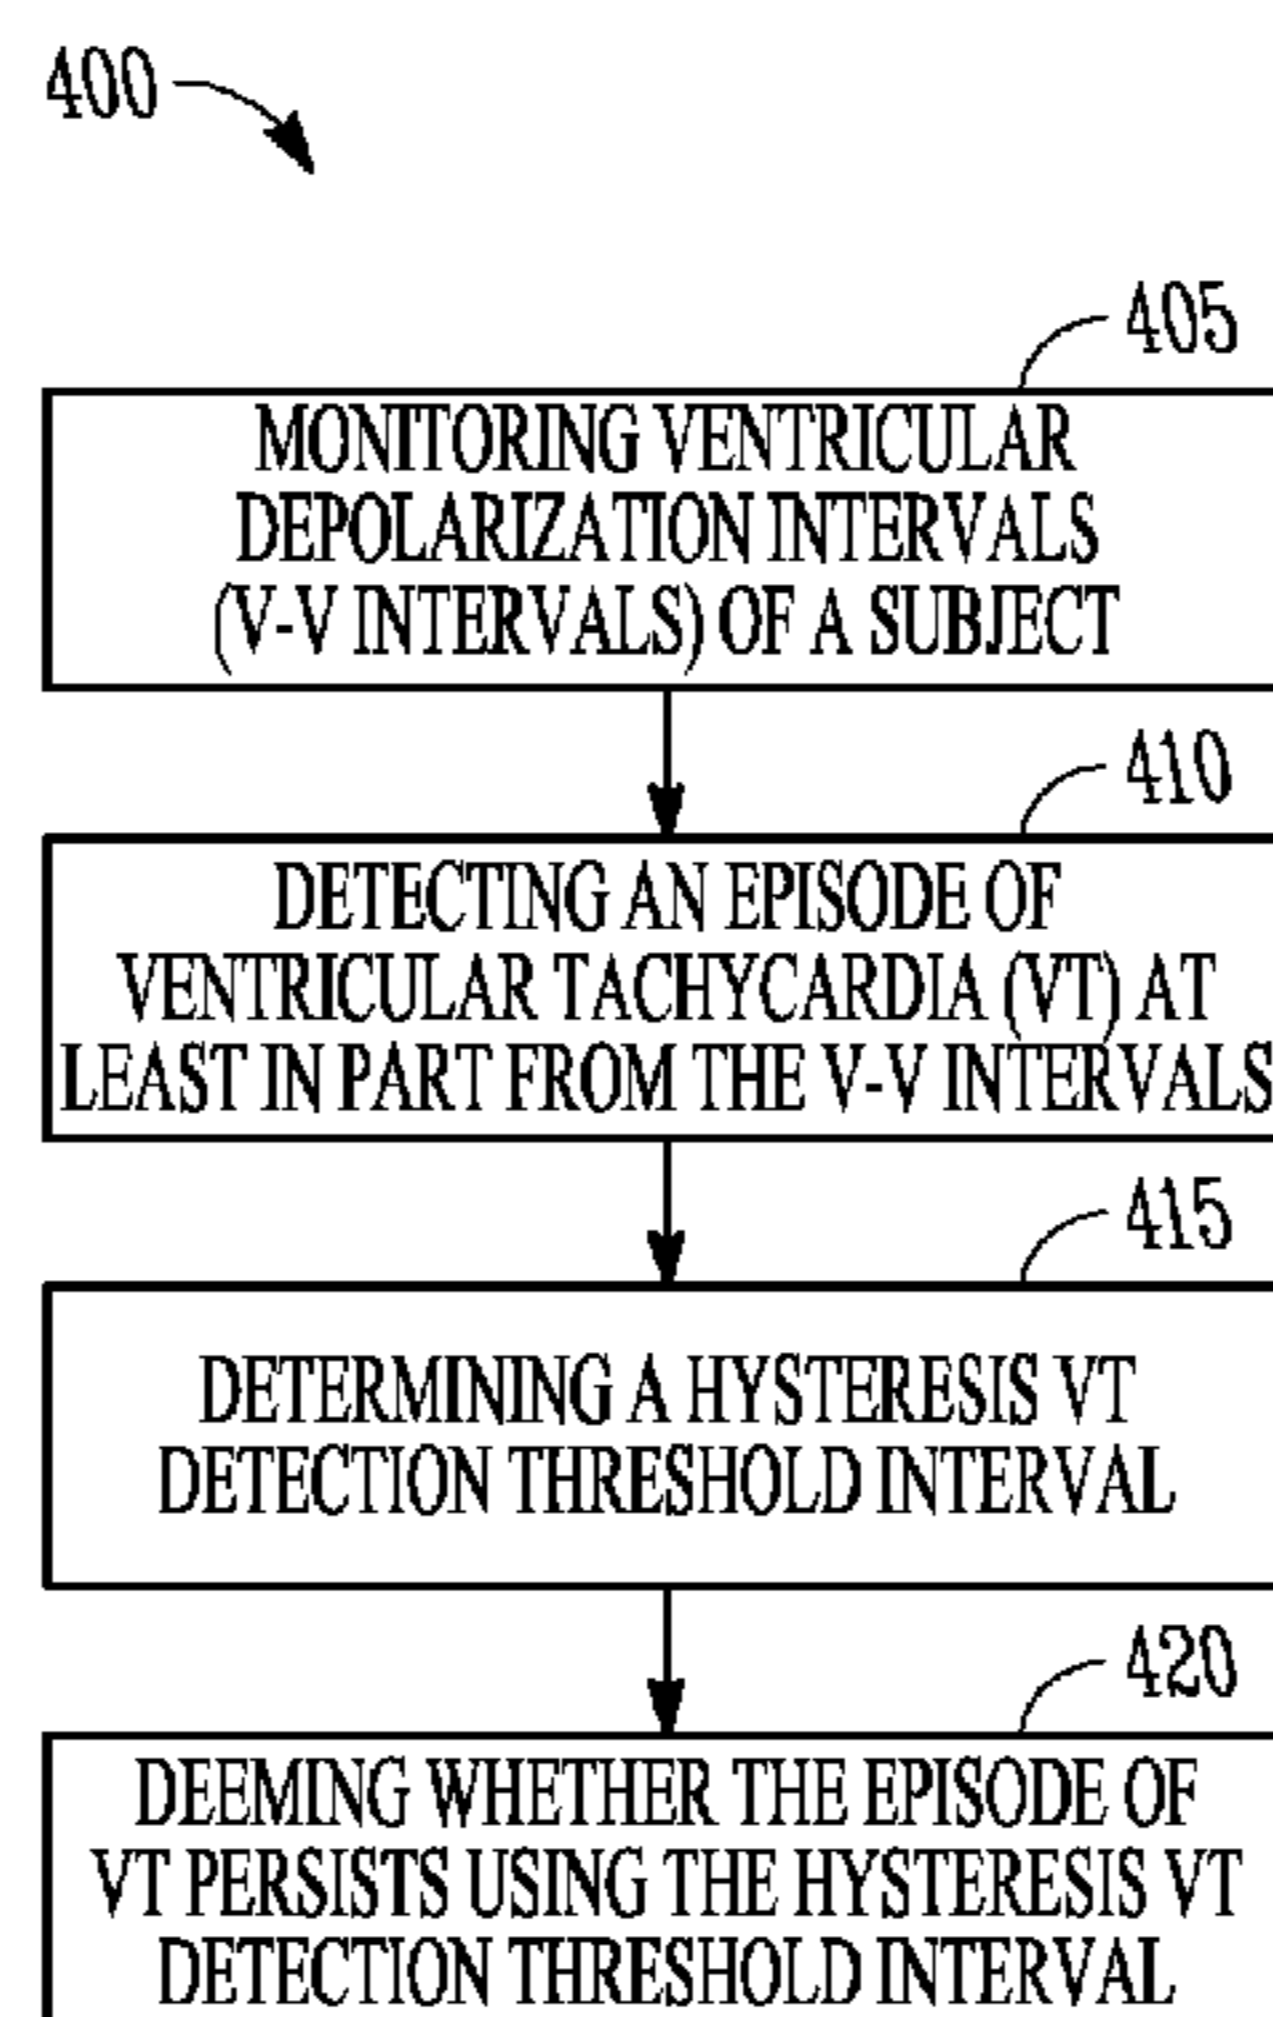 400
405
MONITORING VENTRICULAR
DEPOLARIZATION INTERVALS
(V-V INTERVALS) OF A SUBJECT
410
DETECTING AN EPISODE OF
VENTRICULAR TACHYCARDIA (VT) AT
LEAST IN PART FROM THE V-V INTERVALS
415
DETERMINING A HYSTERESIS VT
DETECTION THRESHOLD INTERVAL
420
DEEMING WHETHER THE EPISODE OF
VT PERSISTS USING THE HYSTERESIS VT
DETECTION THRESHOLD INTERVAL